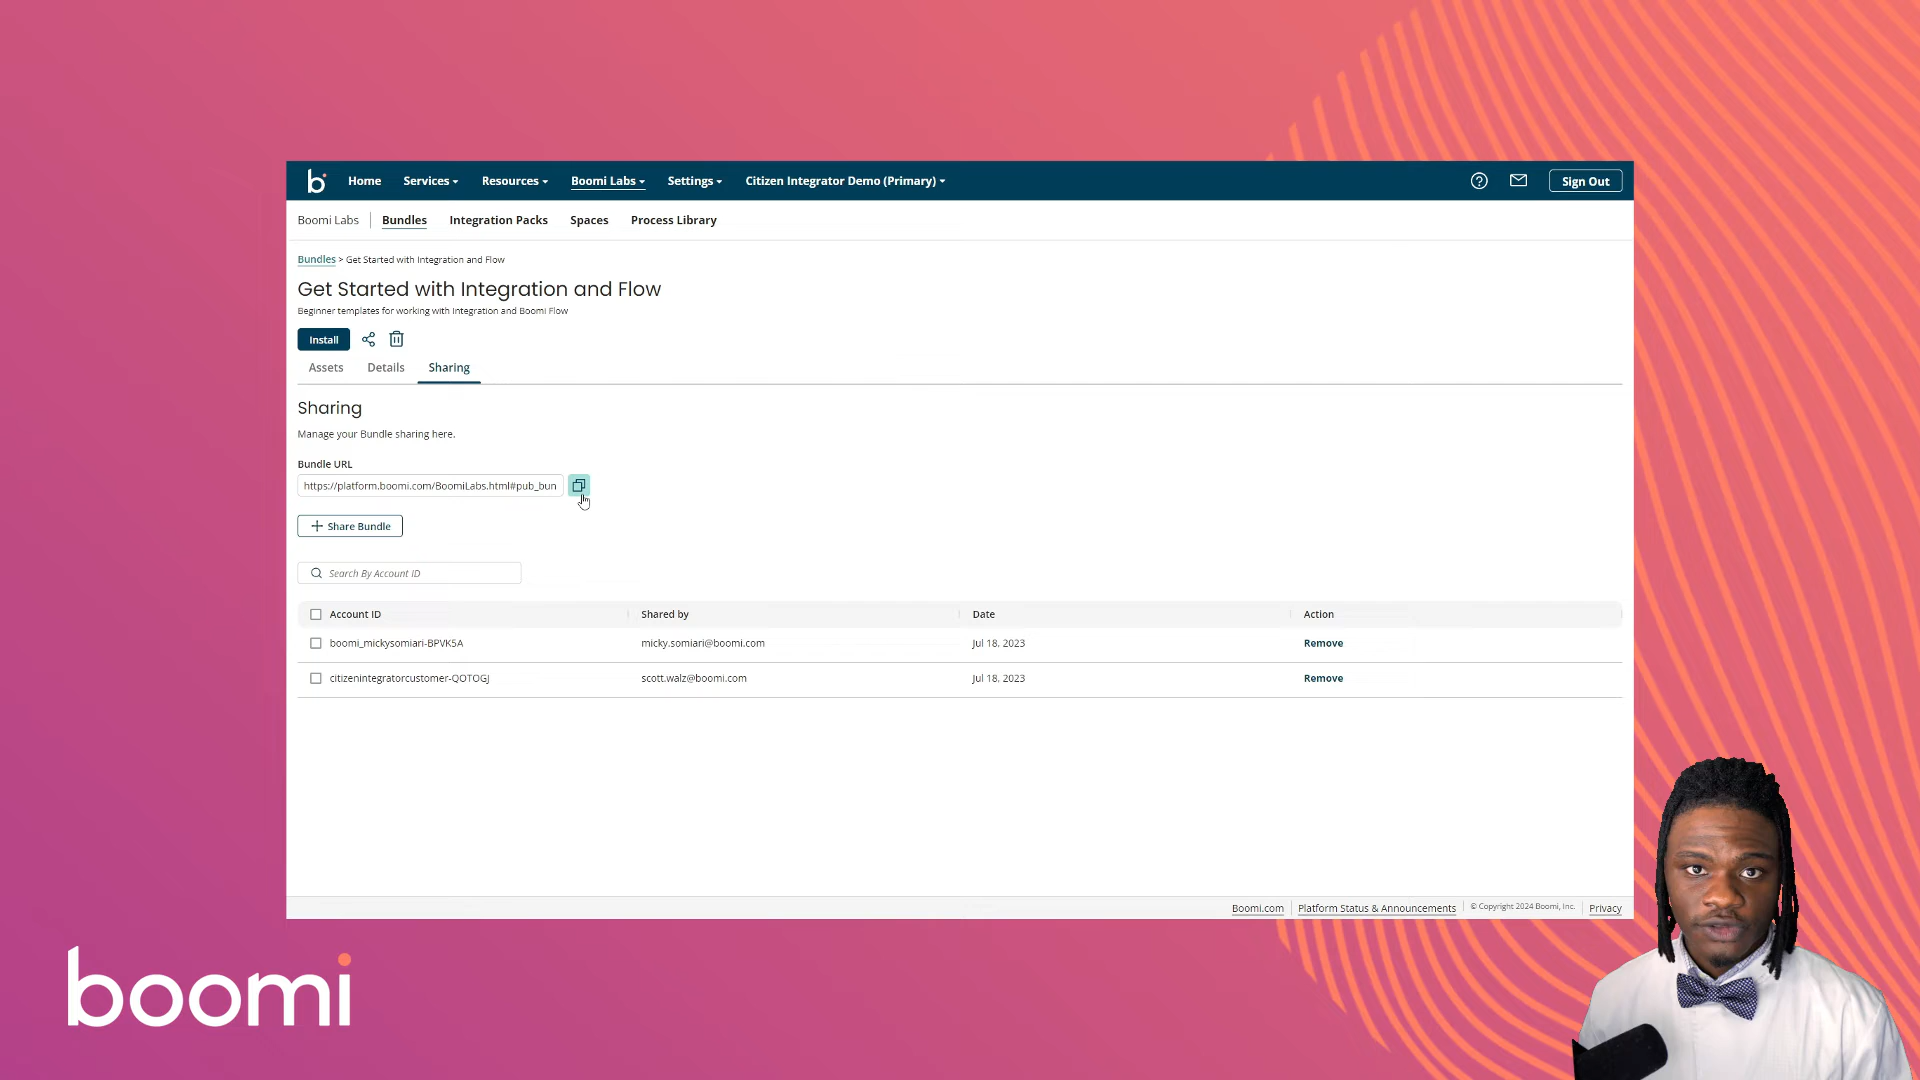 b
Home Services Resources Boomi Labs Settings Citizen Integrator Demo (Primary) Sign Out
Boomi Labs Bundles Integration Packs Spaces Process Library
Bundles > Get Started with Integration and Flow
Get Started with Integration and Flow
Beginner templates for working with Integration and Boomi Flow
Install
Assets Details Sharing
Sharing
Manage your Bundle sharing here.
Bundle URL
https://platform.boomi.com/BoomiLabs.html#pub_bun
+ Share Bundle
Search By Account ID
Account ID Shared by Date Action
boomi_mickysomiari-BPVK5A micky.somiari@boomi.com Jul 18, 2023 Remove
citizenintegratorcustomer-QOTOGJ scott.walz@boomi.com Jul 18, 2023 Remove
Boomi.com Platform Status & Announcements © Copyright 2024 Boomi, Inc. Privacy
boomi